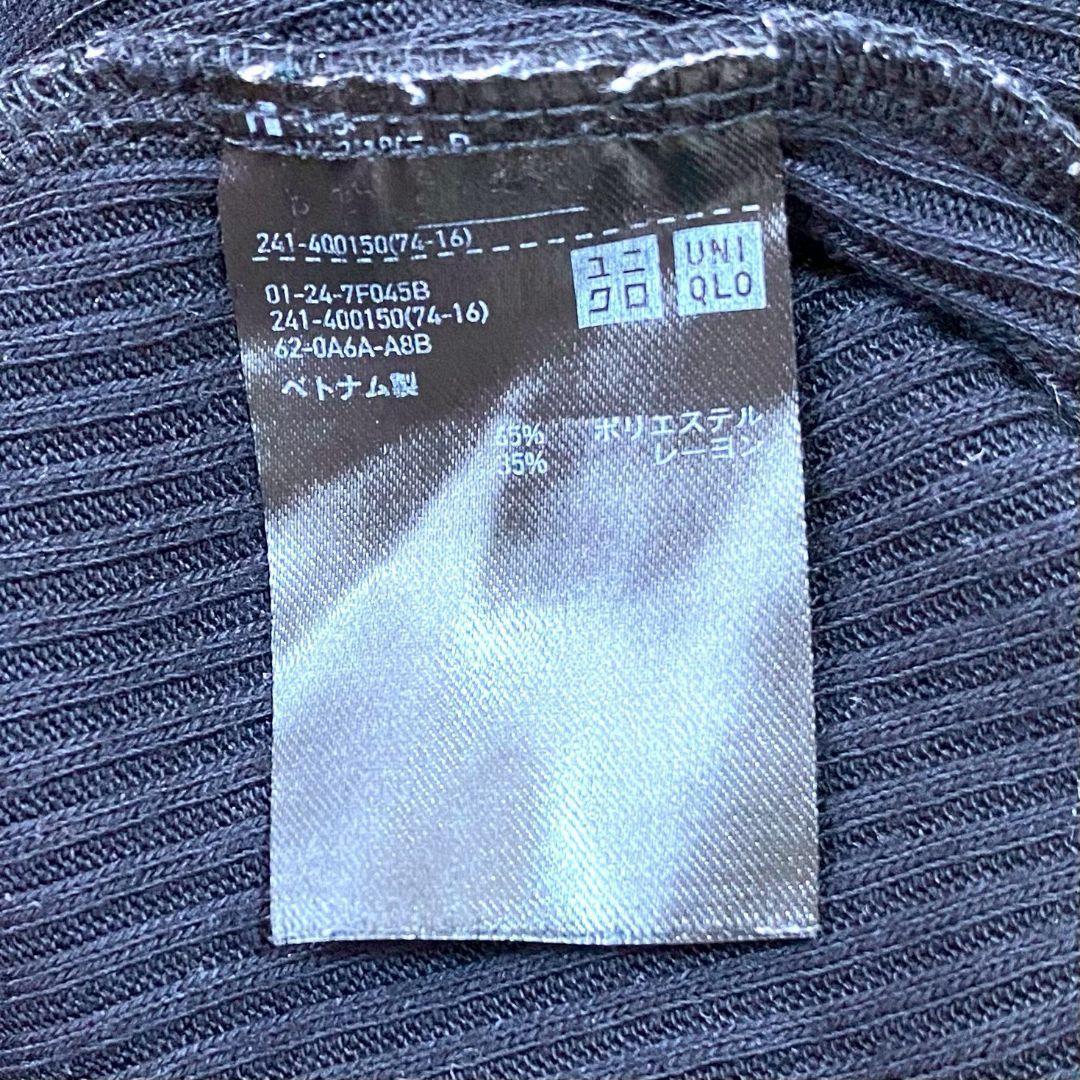 241-400150(74-16)
ユニ
クロ
UNI
QLO
01-24-7F045B
241-400150(74-16)
62-0A6A-A8B
ベトナム製
65% ポリエステル
35% レーヨン